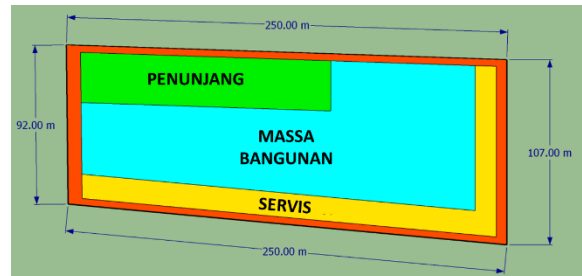 250.00 m
PENUNJANG
92.00 m
MASSA
BANGUNAN
107.00 m
SERVIS
250.00 m